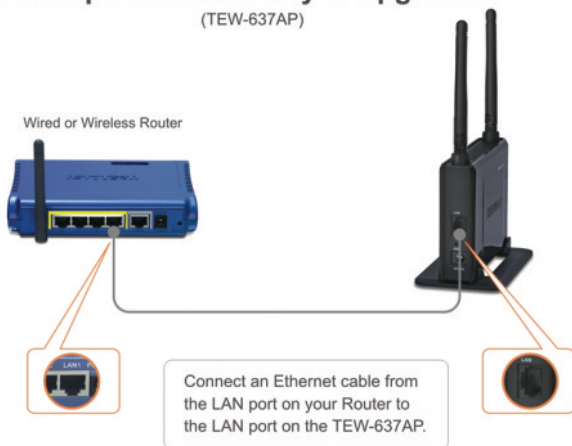 (TEW-637AP)
Wired or Wireless Router
LAN1
LAN
Connect an Ethernet cable from
the LAN port on your Router to
the LAN port on the TEW-637AP.